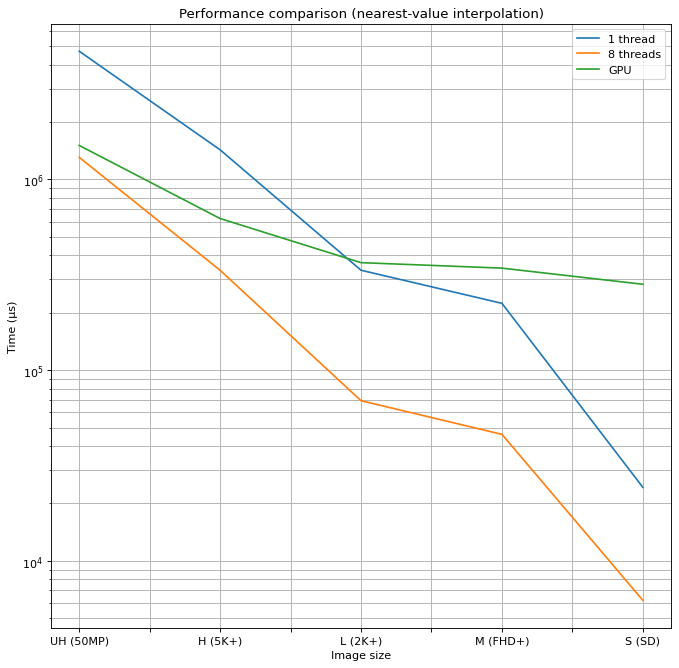 Performance comparison (nearest-value interpolation)
1 thread
8 threads
GPU
Time (µs)
10⁶
10⁵
10⁴
UH (50MP)
H (5K+)
L (2K+)
M (FHD+)
S (SD)
Image size